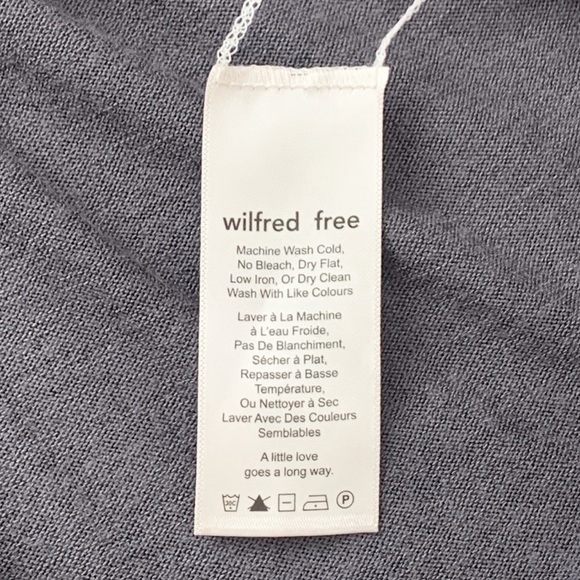 wilfred free
Machine Wash Cold,
No Bleach, Dry Flat,
Low Iron, Or Dry Clean
Wash With Like Colours
Laver à La Machine
à L'eau Froide,
Pas De Blanchiment,
Sécher à Plat,
Repasser à Basse
Température,
Ou Nettoyer à Sec
Laver Avec Des Couleurs
Semblables
A little love
goes a long way.
30C P